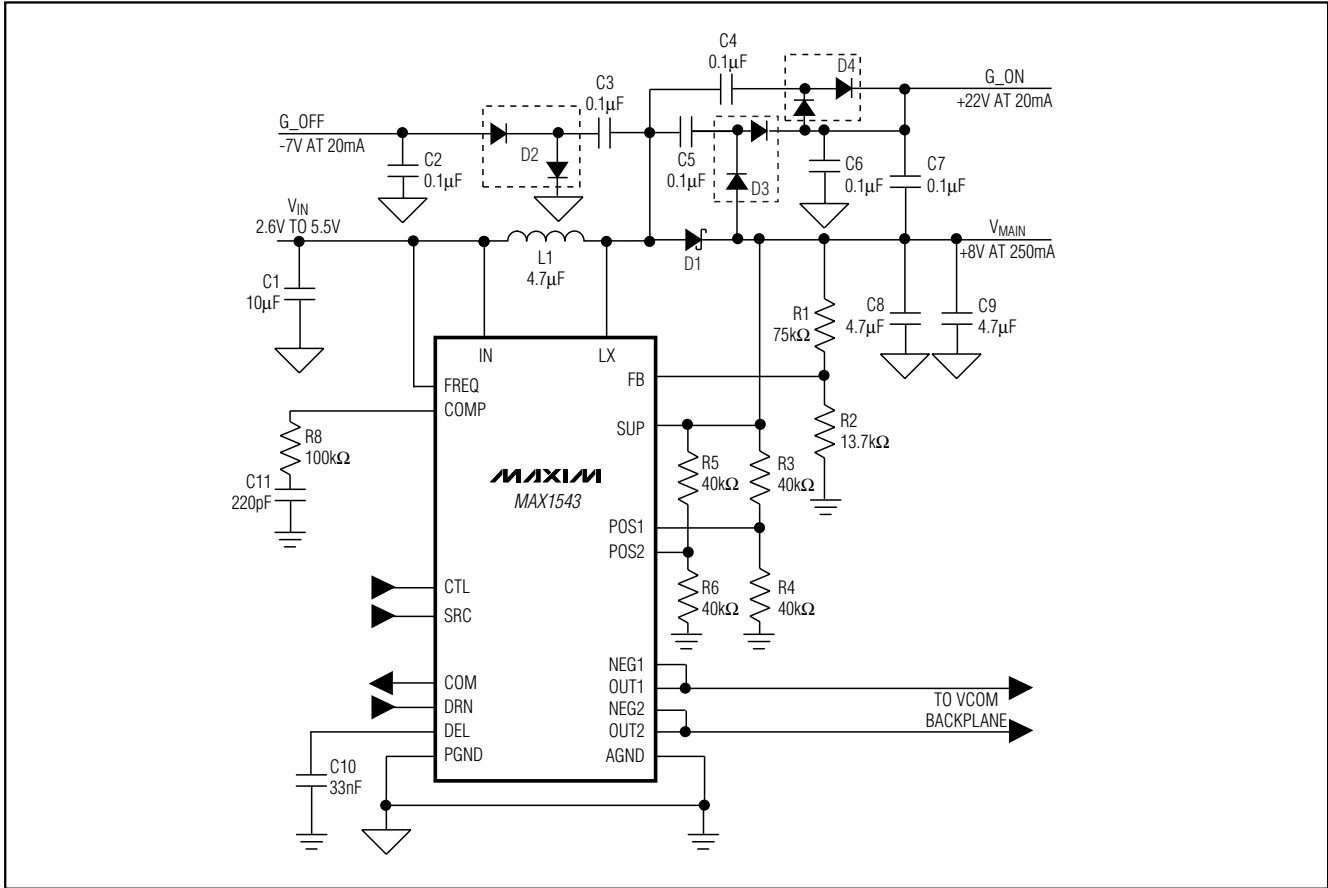 C4
0.1µF
D4
G_ON
+22V AT 20mA
C3
0.1µF
G_OFF
-7V AT 20mA
D2
C2
0.1µF
C5
0.1µF
D3
C6
0.1µF
C7
0.1µF
VIN
2.6V TO 5.5V
VMAIN
+8V AT 250mA
L1
4.7µF
D1
C1
10µF
R1
75kΩ
C8
4.7µF
C9
4.7µF
IN
LX
FREQ
FB
COMP
SUP
R2
13.7kΩ
R8
100kΩ
C11
220pF
MAXIM
MAX1543
R5
40kΩ
R3
40kΩ
POS1
POS2
CTL
SRC
R6
40kΩ
R4
40kΩ
NEG1
COM
OUT1
TO VCOM
BACKPLANE
DRN
NEG2
DEL
OUT2
PGND
AGND
C10
33nF